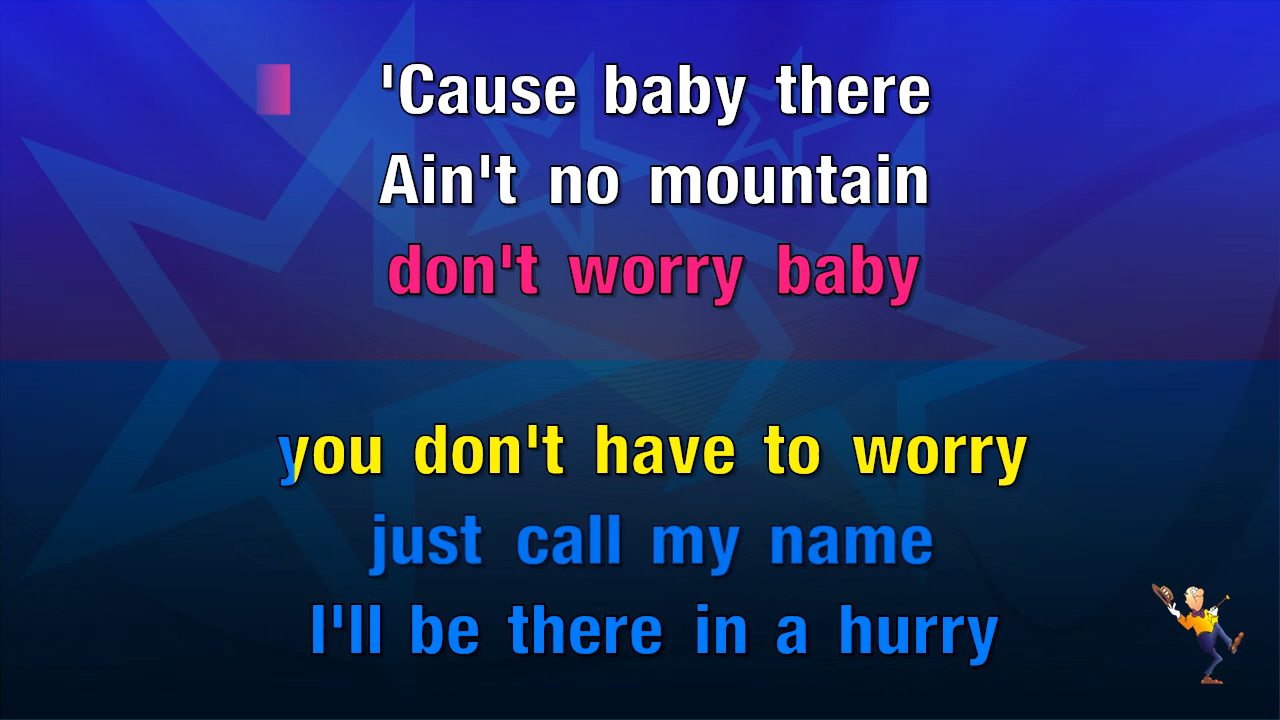 'Cause baby there
Ain't no mountain
don't worry baby
you don't have to worry
just call my name
I'll be there in a hurry